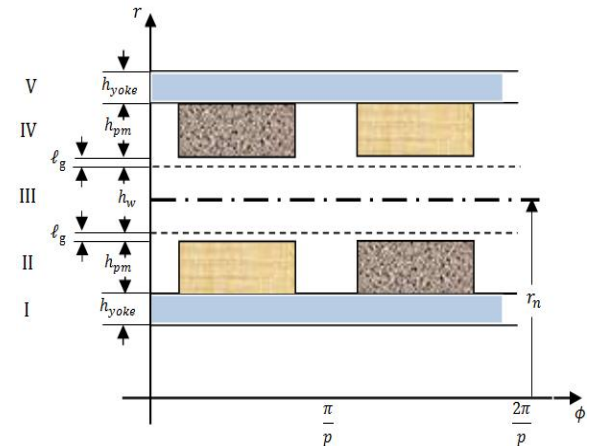 r
V
h_yoke
IV
h_pm
ℓ_g
III
h_w
ℓ_g
II
h_pm
I
h_yoke
r_n
π/p
2π/p
ϕ